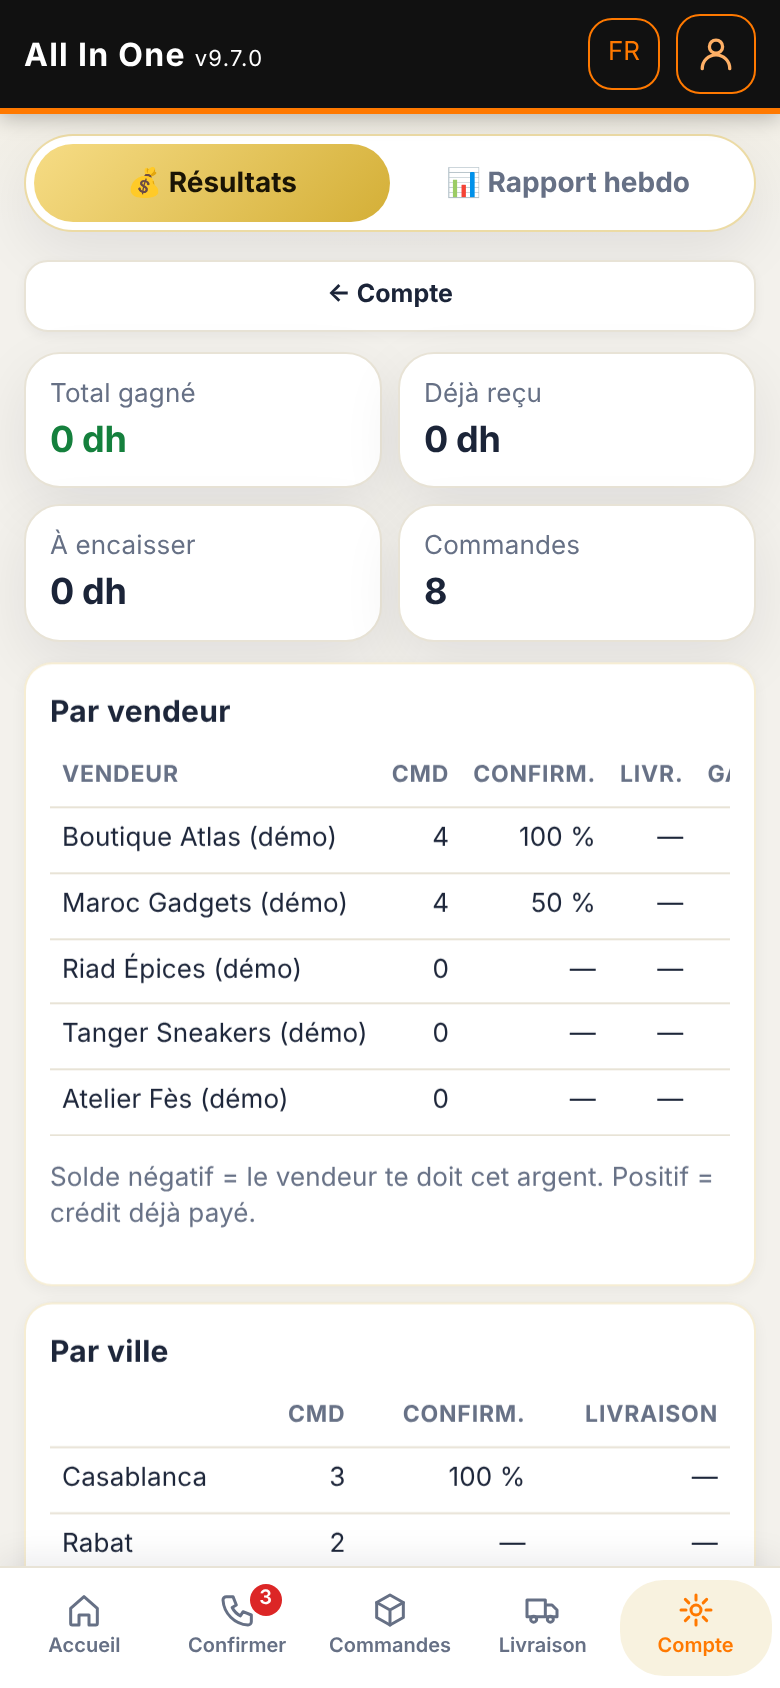 All In One v9.7.0
FR
💰 Résultats
📊 Rapport hebdo
← Compte
Total gagné
0 dh
Déjà reçu
0 dh
À encaisser
0 dh
Commandes
8
Par vendeur
VENDEUR CMD CONFIRM. LIVR.
Boutique Atlas (démo) 4 100 % —
Maroc Gadgets (démo) 4 50 % —
Riad Épices (démo) 0 — —
Tanger Sneakers (démo) 0 — —
Atelier Fès (démo) 0 — —
Solde négatif = le vendeur te doit cet argent. Positif =
crédit déjà payé.
Par ville
CMD CONFIRM. LIVRAISON
Casablanca 3 100 % —
Rabat 2 — —
3
Accueil Confirmer Commandes Livraison Compte